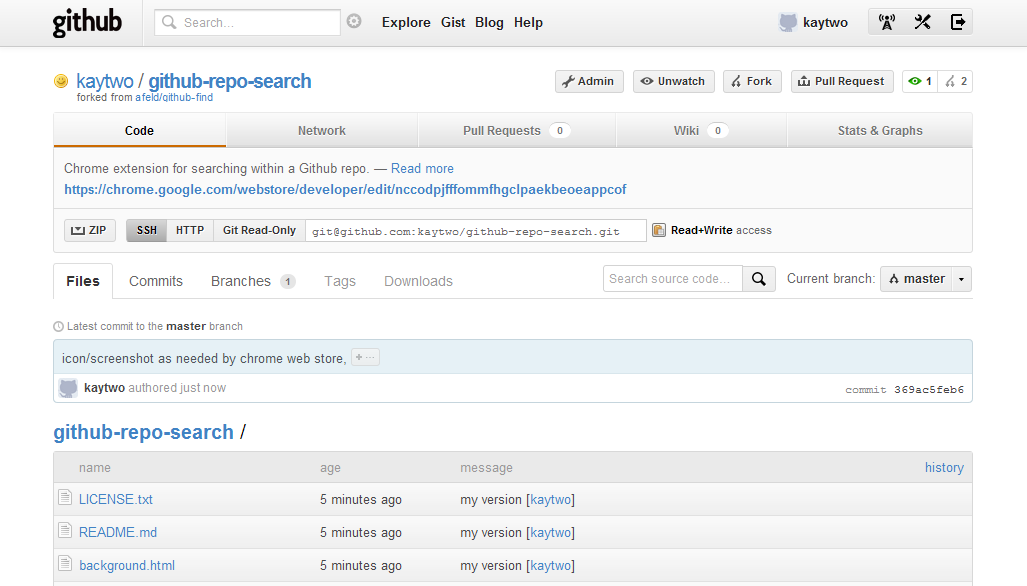 github Search... Explore Gist Blog Help kaytwo
kaytwo / github-repo-search Admin Unwatch Fork Pull Request 1 2
forked from afeld/github-find
Code Network Pull Requests 0 Wiki 0 Stats & Graphs
Chrome extension for searching within a Github repo. — Read more
https://chrome.google.com/webstore/developer/edit/nccodpjfffommfhgclpaekbeoeappcof
ZIP SSH HTTP Git Read-Only git@github.com:kaytwo/github-repo-search.git Read+Write access
Files Commits Branches 1 Tags Downloads Search source code... Current branch: master
Latest commit to the master branch
icon/screenshot as needed by chrome web store, + ...
kaytwo authored just now commit 369ac5feb6
github-repo-search /
name age message history
LICENSE.txt 5 minutes ago my version [kaytwo]
README.md 5 minutes ago my version [kaytwo]
background.html 5 minutes ago my version [kaytwo]